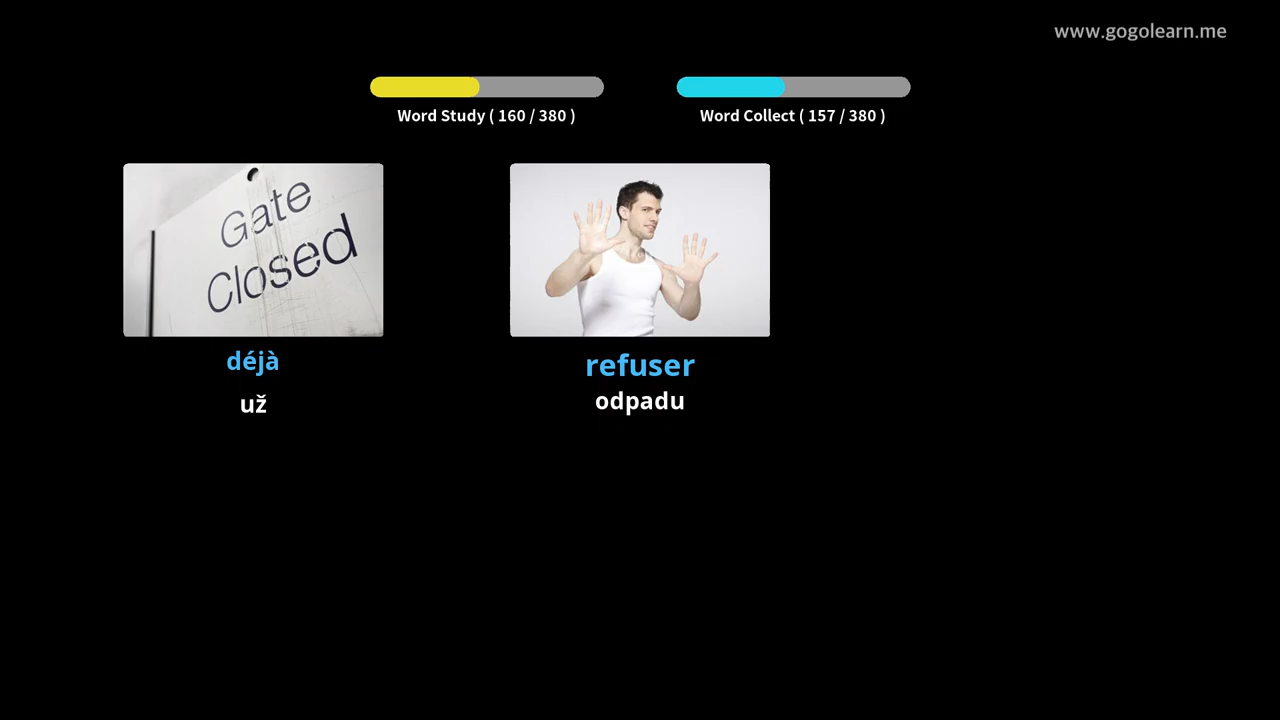 www.gogolearn.me
Word Study ( 160 / 380 )
Word Collect ( 157 / 380 )
Gate
Closed
déjà
už
refuser
odpadu